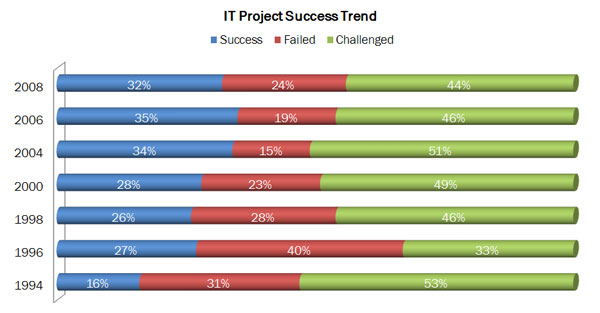 IT Project Success Trend
Success Failed Challenged
2008 32% 24% 44%
2006 35% 19% 46%
2004 34% 15% 51%
2000 28% 23% 49%
1998 26% 28% 46%
1996 27% 40% 33%
1994 16% 31% 53%